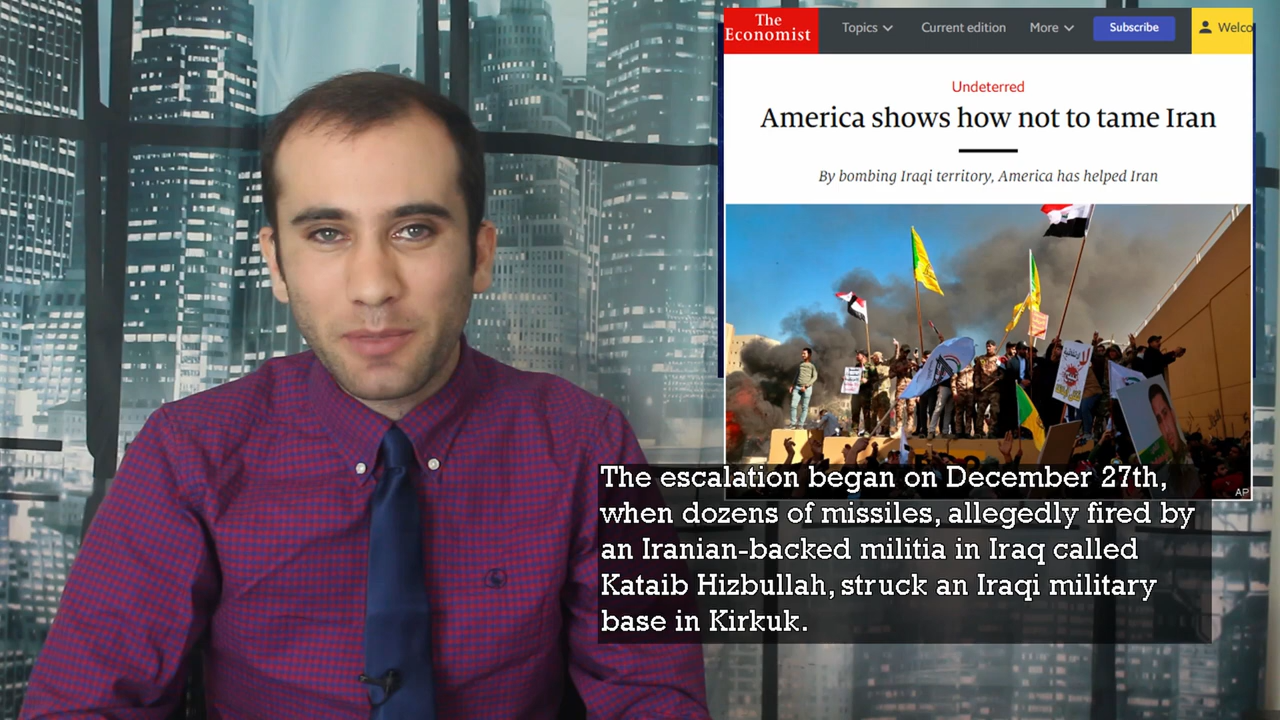 The
Economist
Topics
Current edition
More
Subscribe
Welco
Undeterred
America shows how not to tame Iran
By bombing Iraqi territory, America has helped Iran
AP
The escalation began on December 27th,
when dozens of missiles, allegedly fired by
an Iranian-backed militia in Iraq called
Kataib Hizbullah, struck an Iraqi military
base in Kirkuk.